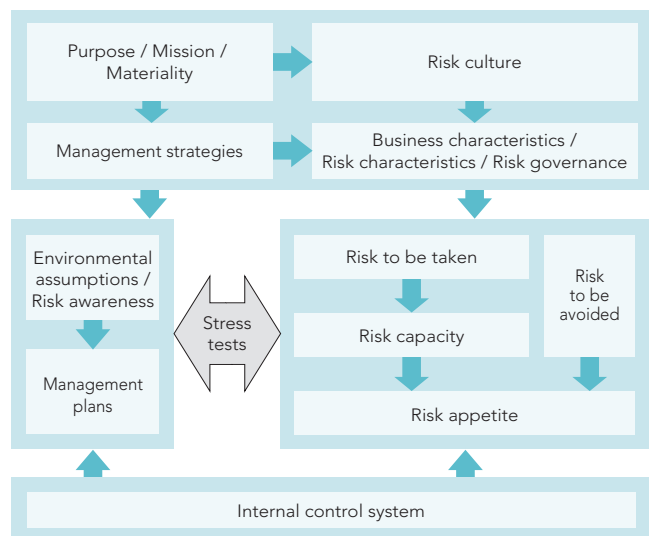 Purpose / Mission /
Materiality
Risk culture
Management strategies
Business characteristics /
Risk characteristics / Risk governance
Environmental
assumptions /
Risk awareness
Management
plans
Stress
tests
Risk to be taken
Risk capacity
Risk
to be
avoided
Risk appetite
Internal control system